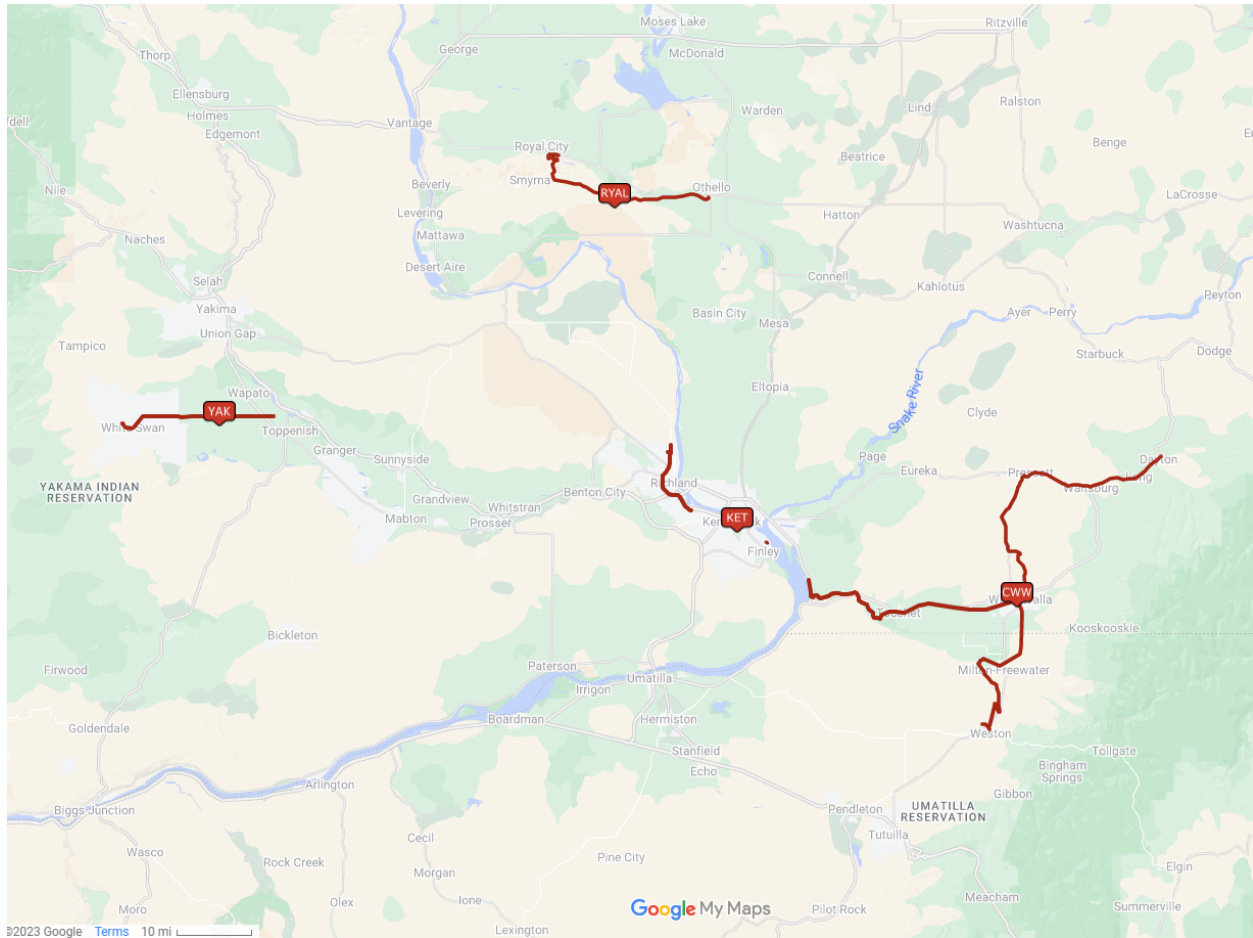 Moses Lake
Ritzville
George
McDonald
Thorp
Ellensburg
Holmes
Edgemont
Vantage
Warden
Lind
Ralston
Royal City
Beatrice
Benge
Nile
Beverly
Smyrna
RYAL
Othello
LaCrosse
Levering
Mattawa
Hatton
Washtucna
Naches
Desert Aire
Selah
Connell
Kahlotus
Yakima
Peyton
Union Gap
Basin City
Mesa
Ayer
Perry
Tampico
Starbuck
Dodge
Wapato
Eltopia
Snake River
YAK
Clyde
Toppenish
Granger
Sunnyside
Page
Eureka
Prescott
Dayton
YAKAMA INDIAN
RESERVATION
Grandview
Benton City
Richland
Whitstran
Mabton
Prosser
KET
Finley
CWW
Kooskooskie
Bickleton
Firwood
Paterson
Umatilla
Irrigon
Milton-Freewater
Goldendale
Boardman
Hermiston
Weston
Stanfield
Tollgate
Echo
Bingham
Springs
Arlington
Gibbon
Biggs Junction
Pendleton
UMATILLA
RESERVATION
Cecil
Tutuilla
Wasco
Rock Creek
Pine City
Elgin
Morgan
Meacham
Moro
Olex
Ione
Google My Maps
Pilot Rock
Summerville
Lexington
©2023 Google
Terms
10 mi